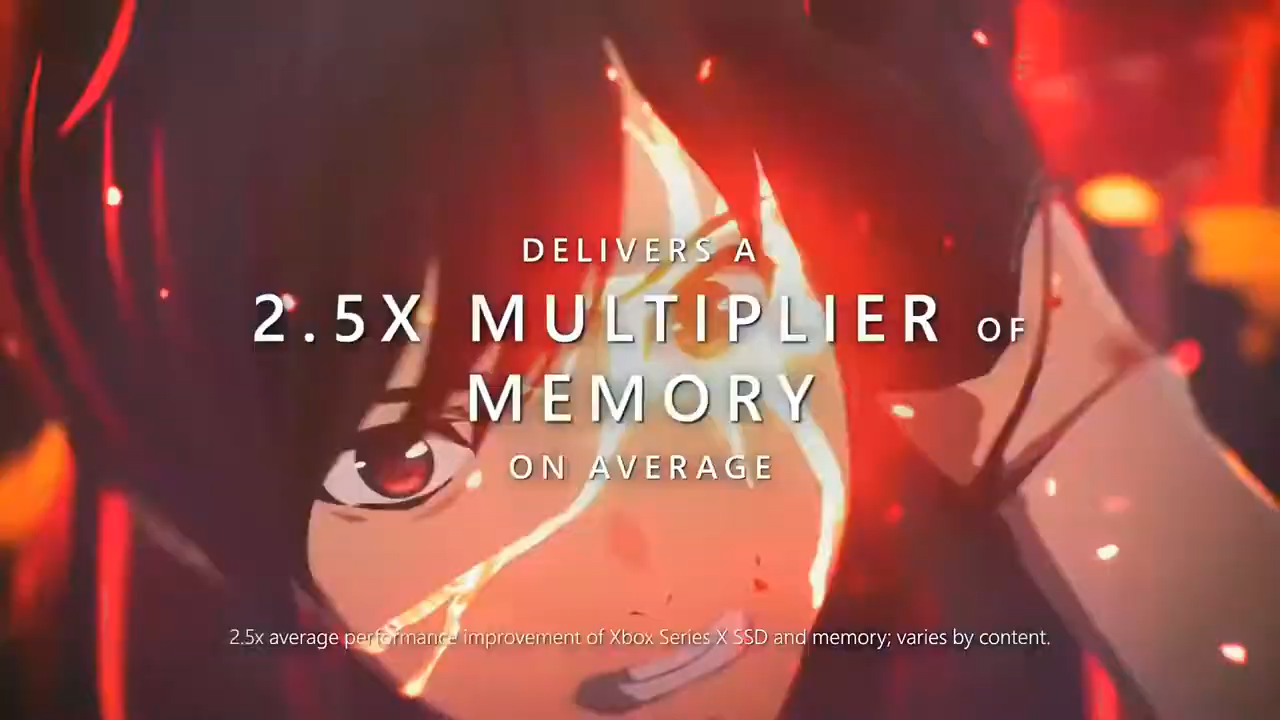 DELIVERS A
2.5X MULTIPLIER OF
MEMORY
ON AVERAGE
2.5x average performance improvement of Xbox Series X SSD and memory; varies by content.